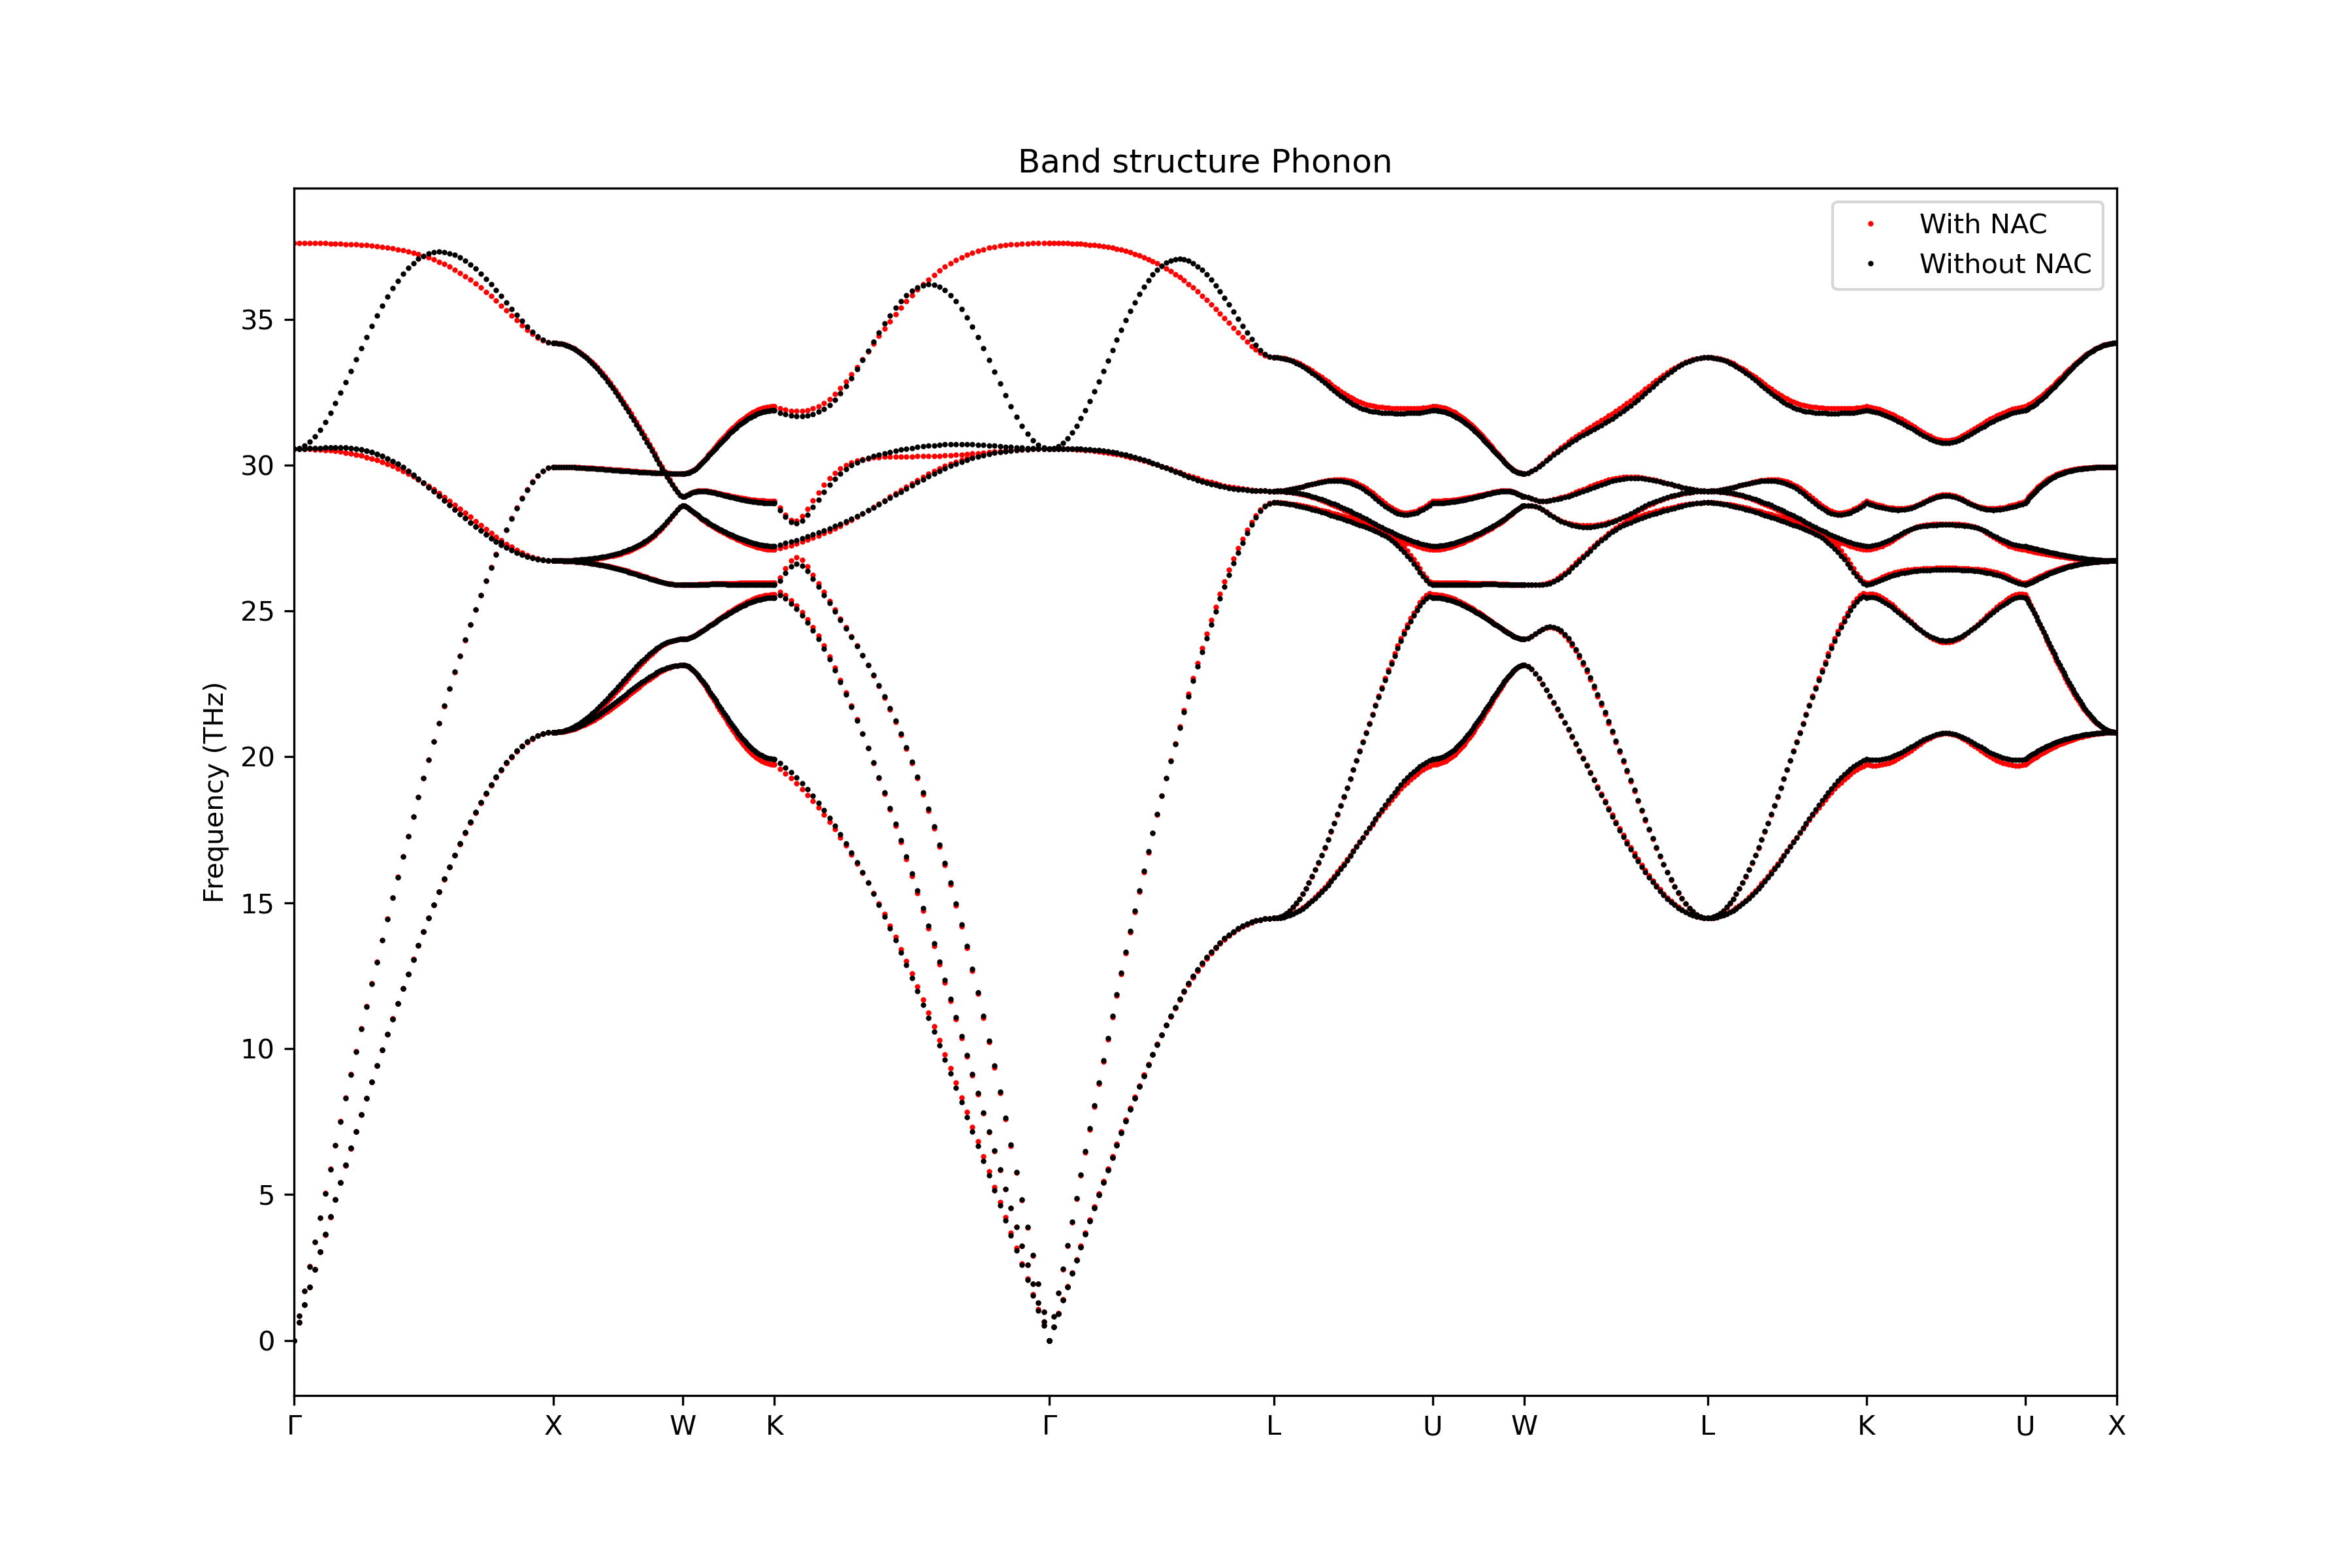 Band structure Phonon
With NAC
Without NAC
Frequency (THz)
35
30
25
20
15
10
5
0
Γ X W K Γ L U W L K U X